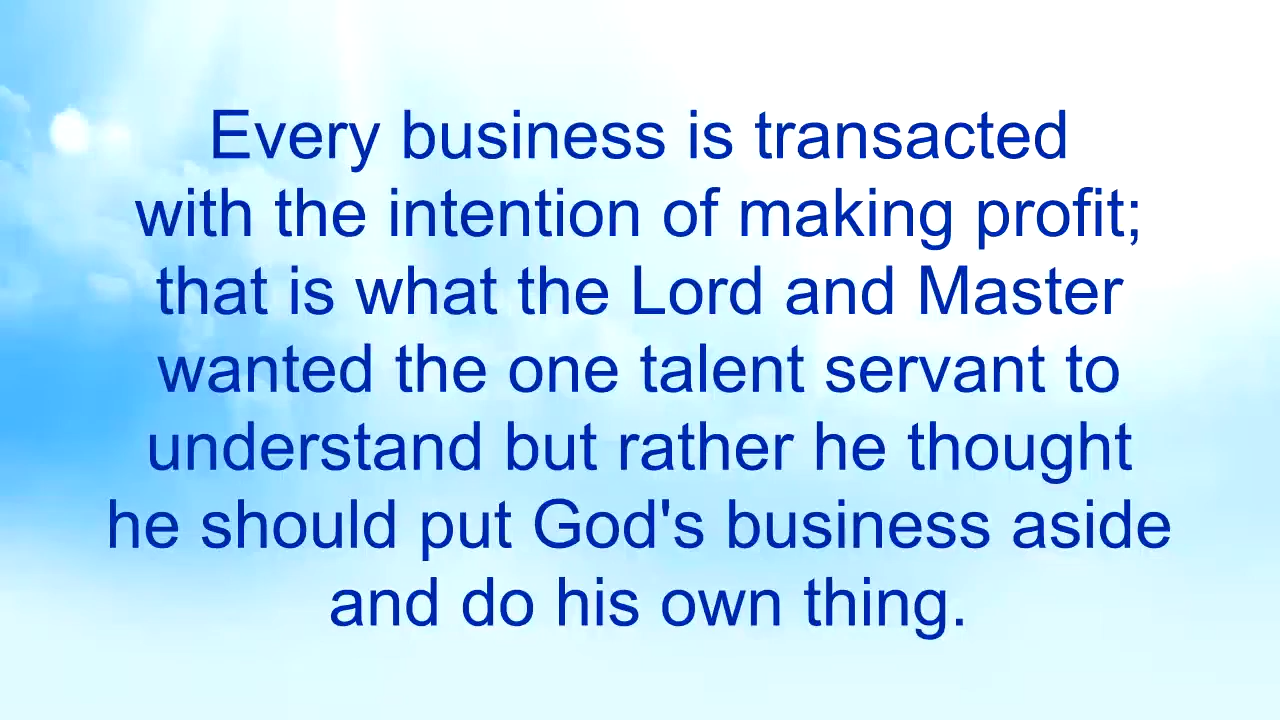 Every business is transacted
with the intention of making profit;
that is what the Lord and Master
wanted the one talent servant to
understand but rather he thought
he should put God's business aside
and do his own thing.